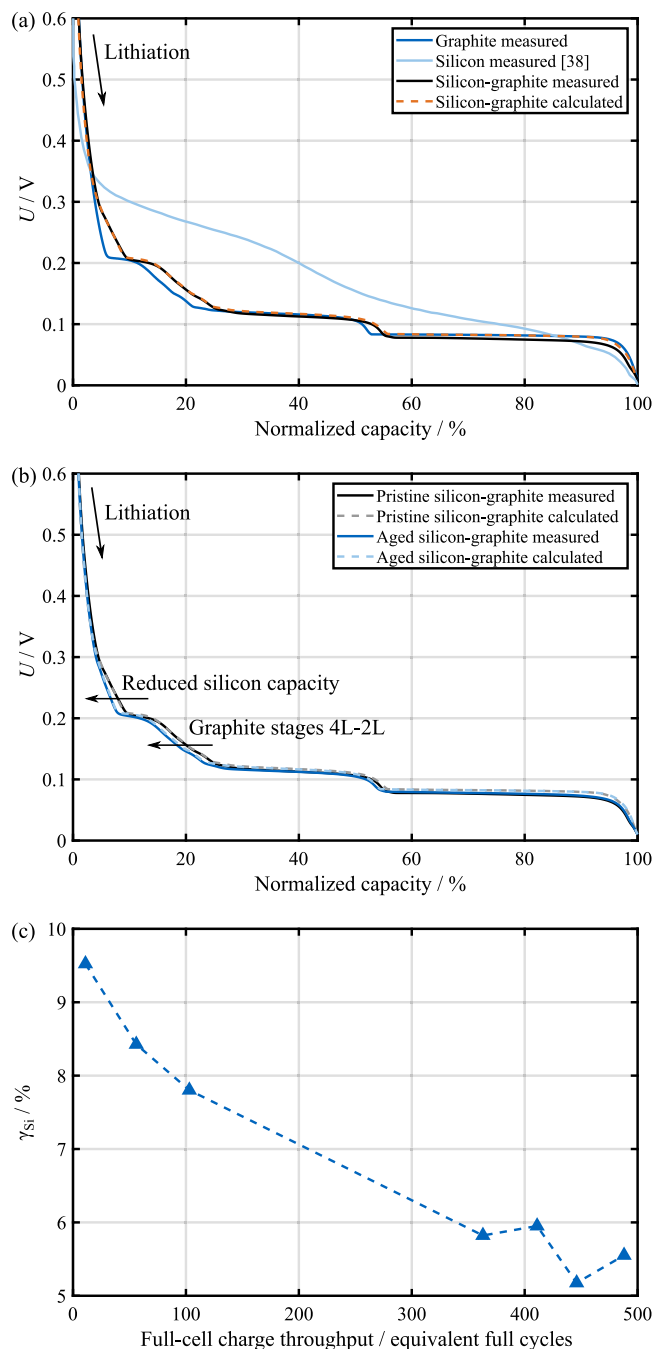 (a)
0.6
0.5
0.4
0.3
0.2
0.1
0
U / V
Lithiation
Graphite measured
Silicon measured [38]
Silicon-graphite measured
Silicon-graphite calculated
0 20 40 60 80 100
Normalized capacity / %
(b)
0.6
0.5
0.4
0.3
0.2
0.1
0
U / V
Lithiation
Pristine silicon-graphite measured
Pristine silicon-graphite calculated
Aged silicon-graphite measured
Aged silicon-graphite calculated
Reduced silicon capacity
Graphite stages 4L-2L
0 20 40 60 80 100
Normalized capacity / %
(c)
10
9
8
7
6
5
γSi / %
0 100 200 300 400 500
Full-cell charge throughput / equivalent full cycles